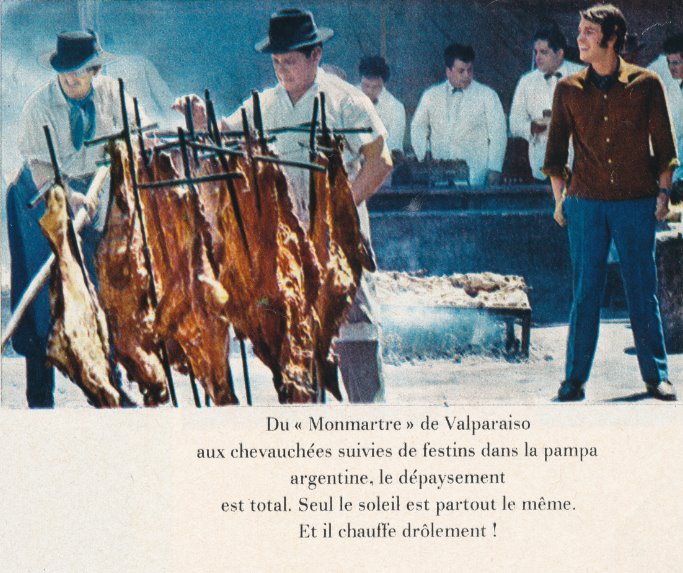 Du « Monmartre » de Valparaiso
aux chevauchées suivies de festins dans la pampa
argentine, le dépaysement
est total. Seul le soleil est partout le même.
Et il chauffe drôlement !